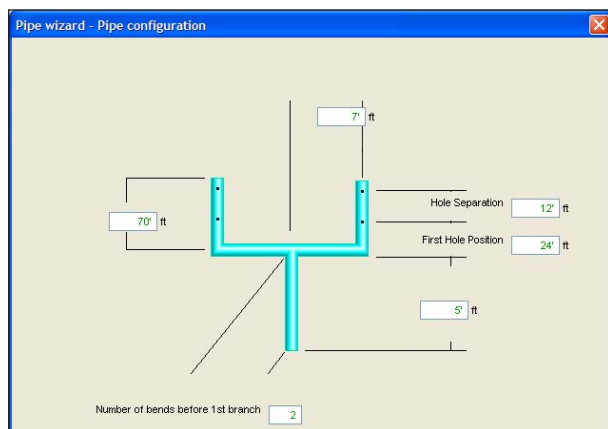 Pipe wizard - Pipe configuration
7' ft
Hole Separation 12' ft
70' ft
First Hole Position 24' ft
5' ft
Number of bends before 1st branch 2